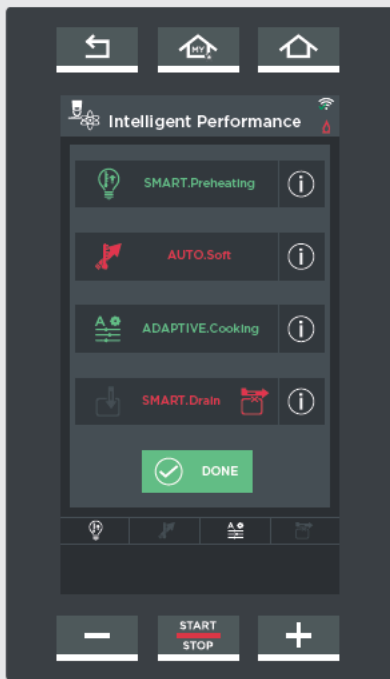 MY
Intelligent Performance
SMART.Preheating
i
AUTO.Soft
i
A
ADAPTIVE.Cooking
i
SMART.Drain
i
DONE
A
START
STOP